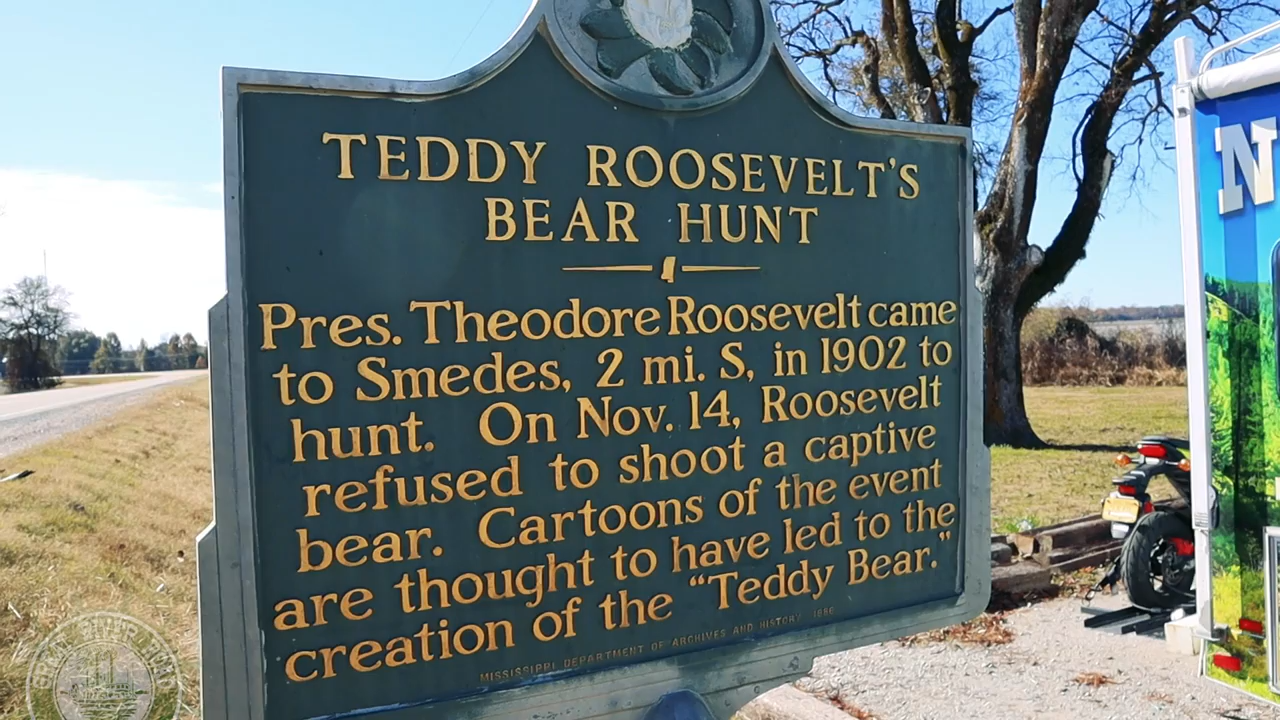 TEDDY ROOSEVELT'S
BEAR HUNT
Pres. Theodore Roosevelt came
to Smedes, 2 mi. S, in 1902 to
hunt. On Nov. 14, Roosevelt
refused to shoot a captive
bear. Cartoons of the event
are thought to have led to the
creation of the "Teddy Bear."
MISSISSIPPI DEPARTMENT OF ARCHIVES AND HISTORY
N